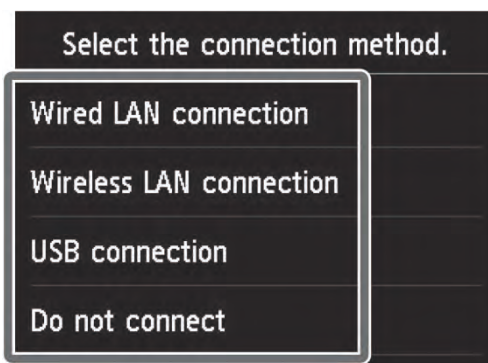 Select the connection method.
Wired LAN connection
Wireless LAN connection
USB connection
Do not connect